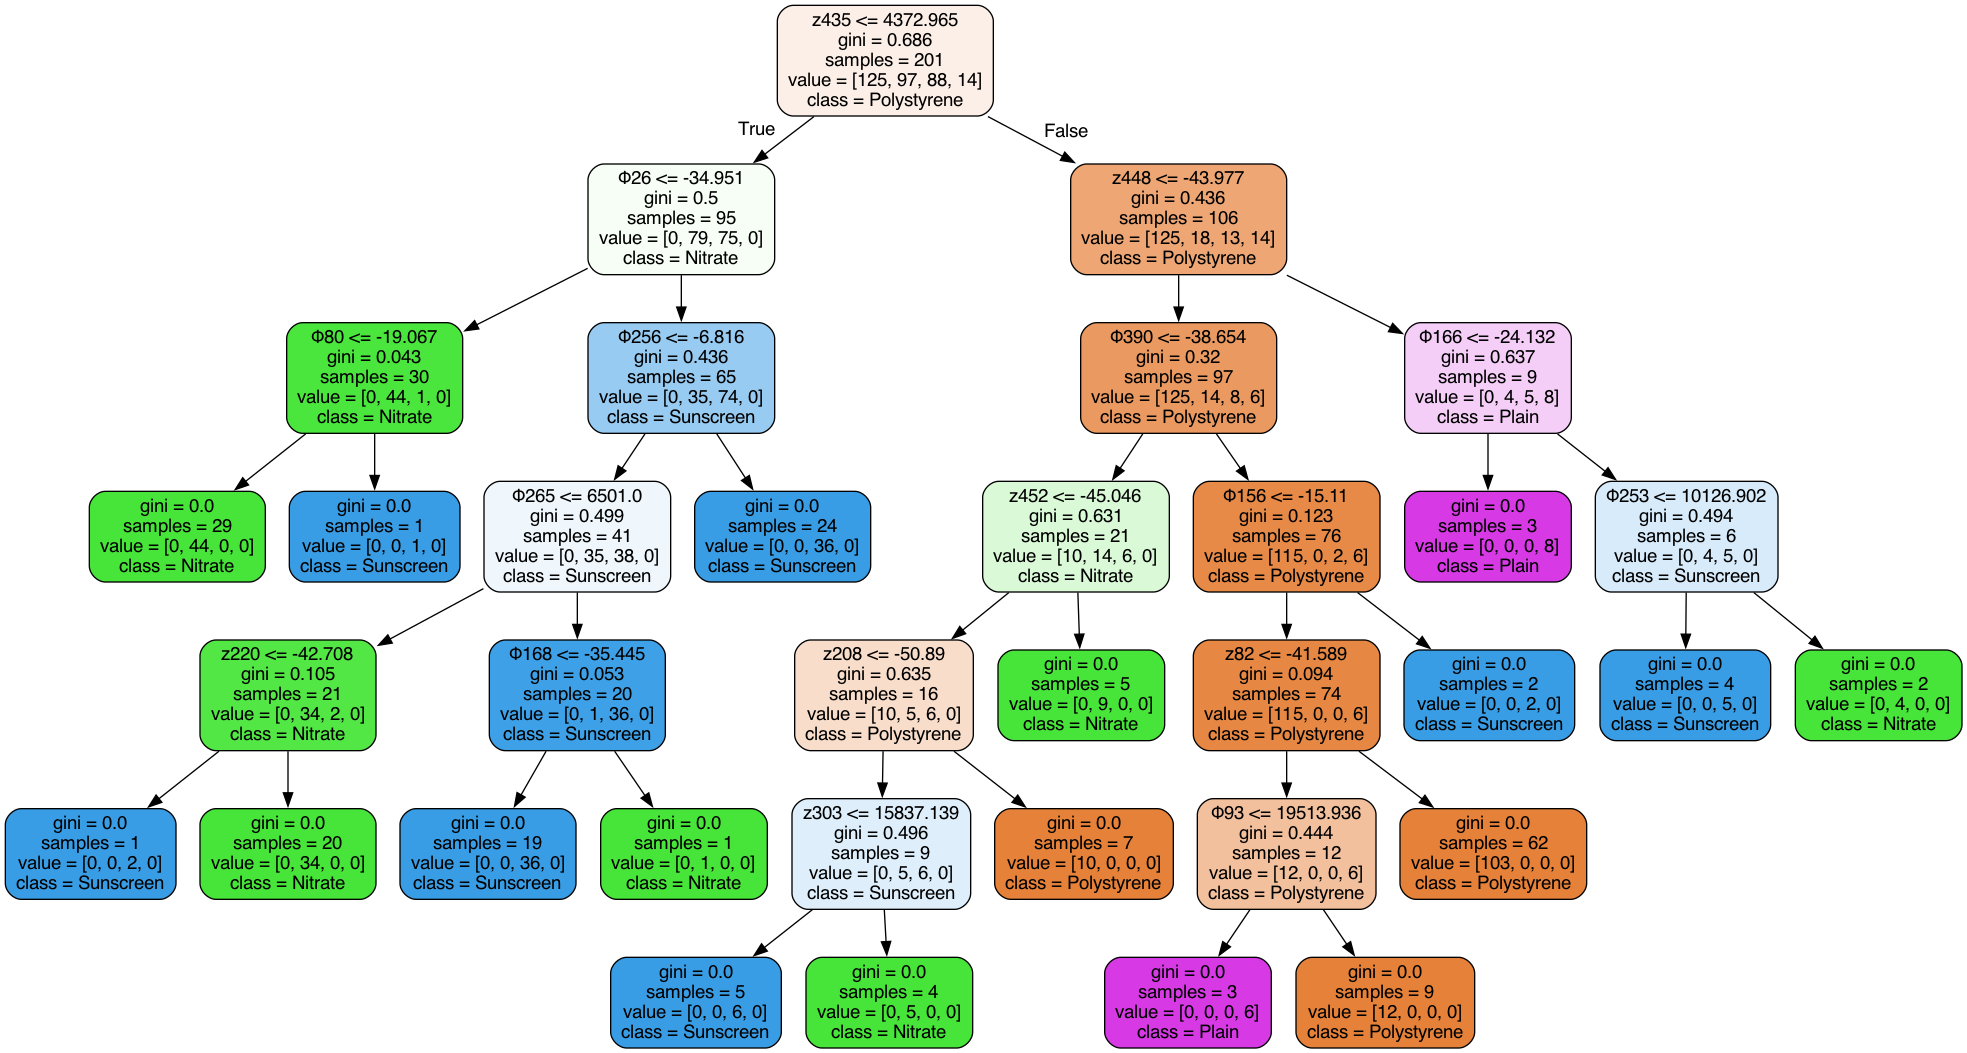 z435 <= 4372.965
gini = 0.686
samples = 201
value = [125, 97, 88, 14]
class = Polystyrene
True
False
Φ26 <= -34.951
gini = 0.5
samples = 95
value = [0, 79, 75, 0]
class = Nitrate
z448 <= -43.977
gini = 0.436
samples = 106
value = [125, 18, 13, 14]
class = Polystyrene
Φ80 <= -19.067
gini = 0.043
samples = 30
value = [0, 44, 1, 0]
class = Nitrate
Φ256 <= -6.816
gini = 0.436
samples = 65
value = [0, 35, 74, 0]
class = Sunscreen
Φ390 <= -38.654
gini = 0.32
samples = 97
value = [125, 14, 8, 6]
class = Polystyrene
Φ166 <= -24.132
gini = 0.637
samples = 9
value = [0, 4, 5, 8]
class = Plain
gini = 0.0
samples = 29
value = [0, 44, 0, 0]
class = Nitrate
gini = 0.0
samples = 1
value = [0, 0, 1, 0]
class = Sunscreen
Φ265 <= 6501.0
gini = 0.499
samples = 41
value = [0, 35, 38, 0]
class = Sunscreen
gini = 0.0
samples = 24
value = [0, 0, 36, 0]
class = Sunscreen
z452 <= -45.046
gini = 0.631
samples = 21
value = [10, 14, 6, 0]
class = Nitrate
Φ156 <= -15.11
gini = 0.123
samples = 76
value = [115, 0, 2, 6]
class = Polystyrene
gini = 0.0
samples = 3
value = [0, 0, 0, 8]
class = Plain
Φ253 <= 10126.902
gini = 0.494
samples = 6
value = [0, 4, 5, 0]
class = Sunscreen
z220 <= -42.708
gini = 0.105
samples = 21
value = [0, 34, 2, 0]
class = Nitrate
Φ168 <= -35.445
gini = 0.053
samples = 20
value = [0, 1, 36, 0]
class = Sunscreen
z208 <= -50.89
gini = 0.635
samples = 16
value = [10, 5, 6, 0]
class = Polystyrene
gini = 0.0
samples = 5
value = [0, 9, 0, 0]
class = Nitrate
z82 <= -41.589
gini = 0.094
samples = 74
value = [115, 0, 0, 6]
class = Polystyrene
gini = 0.0
samples = 2
value = [0, 0, 2, 0]
class = Sunscreen
gini = 0.0
samples = 4
value = [0, 0, 5, 0]
class = Sunscreen
gini = 0.0
samples = 2
value = [0, 4, 0, 0]
class = Nitrate
gini = 0.0
samples = 1
value = [0, 0, 2, 0]
class = Sunscreen
gini = 0.0
samples = 20
value = [0, 34, 0, 0]
class = Nitrate
gini = 0.0
samples = 19
value = [0, 0, 36, 0]
class = Sunscreen
gini = 0.0
samples = 1
value = [0, 1, 0, 0]
class = Nitrate
z303 <= 15837.139
gini = 0.496
samples = 9
value = [0, 5, 6, 0]
class = Sunscreen
gini = 0.0
samples = 7
value = [10, 0, 0, 0]
class = Polystyrene
Φ93 <= 19513.936
gini = 0.444
samples = 12
value = [12, 0, 0, 6]
class = Polystyrene
gini = 0.0
samples = 62
value = [103, 0, 0, 0]
class = Polystyrene
gini = 0.0
samples = 5
value = [0, 0, 6, 0]
class = Sunscreen
gini = 0.0
samples = 4
value = [0, 5, 0, 0]
class = Nitrate
gini = 0.0
samples = 3
value = [0, 0, 0, 6]
class = Plain
gini = 0.0
samples = 9
value = [12, 0, 0, 0]
class = Polystyrene